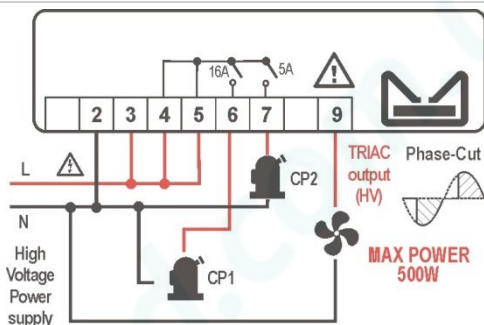 16A 5A
2 3 4 5 6 7 9
L
N
High
Voltage
Power
supply
CP1
CP2
TRIAC
output
(HV)
Phase-Cut
MAX POWER
500W